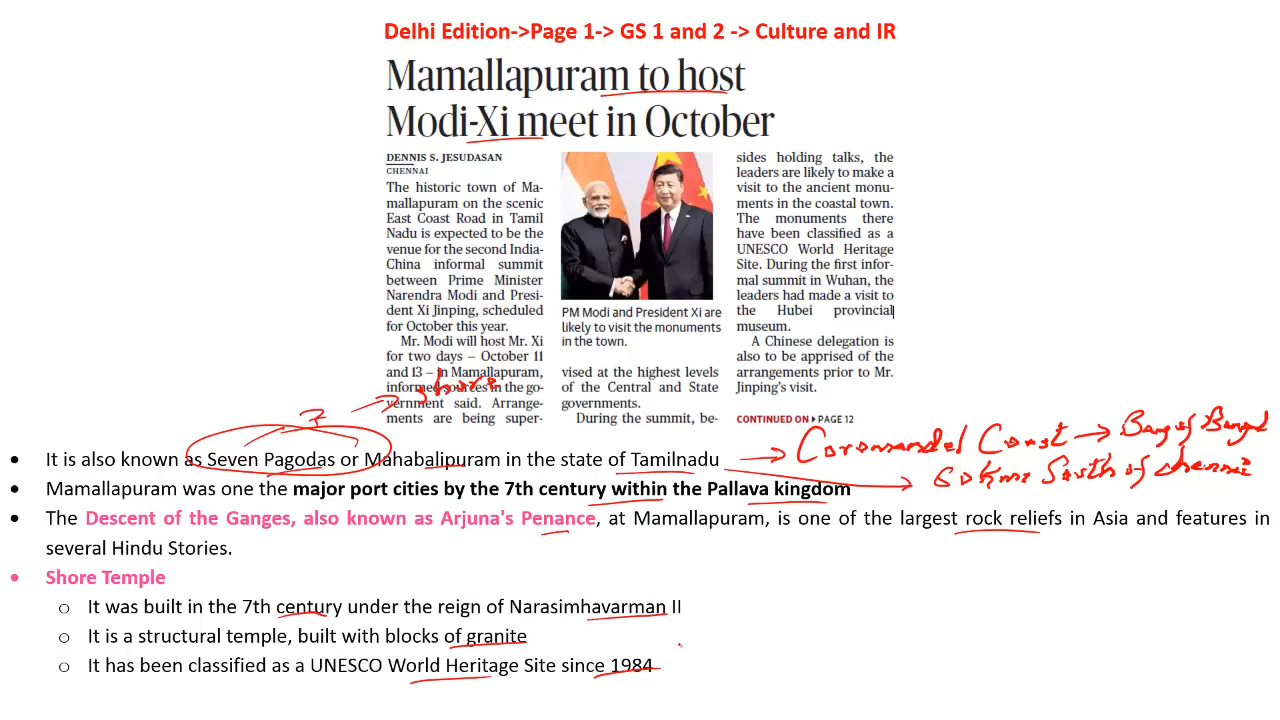 Delhi Edition->Page 1-> GS 1 and 2 -> Culture and IR
Mamallapuram to host
Modi-Xi meet in October
DENNIS S. JESUDASAN
CHENNAI
The historic town of Ma-
mallapuram on the scenic
East Coast Road in Tamil
Nadu is expected to be
the venue for the second India-
China informal summit
between Prime Minister
Narendra Modi and Presi-
dent Xi Jinping, scheduled
for October this year.
Mr. Modi will host Mr. Xi
for two days – October 11
and 13 – in Mamallapuram,
informed sources in the go-
vernment said. Arrange-
ments are being super-
PM Modi and President Xi are
likely to visit the monuments
in the town.
vised at the highest levels
of the Central and State
governments.
During the summit, be-
sides holding talks, the
leaders are likely to make a
visit to the ancient monu-
ments in the coastal town.
The monuments there
have been classified as a
UNESCO World Heritage
Site. During the first infor-
mal summit in Wuhan, the
leaders had made a visit to
the Hubei provincial
museum.
A Chinese delegation is
also to be apprised of the
arrangements prior to Mr.
Jinping's visit.
CONTINUED ON PAGE 12
7 → shore
→ Coromandel Coast → Bay of Bengal
→ 60 kms South of chennai
• It is also known as Seven Pagodas or Mahabalipuram in the state of Tamilnadu
• Mamallapuram was one the major port cities by the 7th century within the Pallava kingdom
• The Descent of the Ganges, also known as Arjuna's Penance, at Mamallapuram, is one of the largest rock reliefs in Asia and features in
several Hindu Stories.
• Shore Temple
o It was built in the 7th century under the reign of Narasimhavarman II
o It is a structural temple, built with blocks of granite
o It has been classified as a UNESCO World Heritage Site since 1984